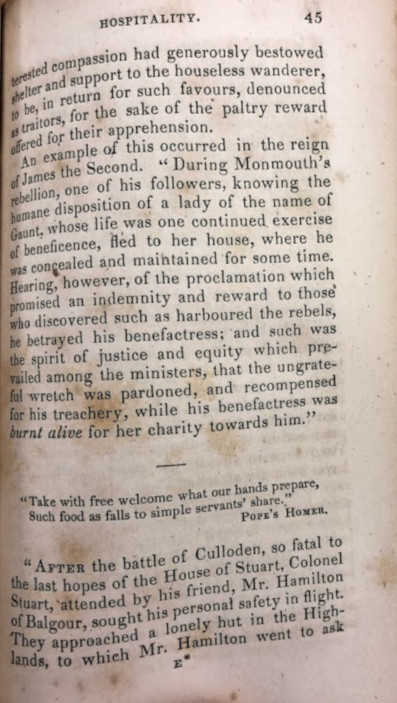 HOSPITALITY. 45
terested compassion had generously bestowed
shelter and support to the houseless wanderer,
to be, in return for such favours, denounced
as traitors, for the sake of the paltry reward
offered for their apprehension.
An example of this occurred in the reign
of James the Second. “During Monmouth's
rebellion, one of his followers, knowing the
humane disposition of a lady of the name of
Gaunt, whose life was one continued exercise
of beneficence, fled to her house, where he
was concealed and maintained for some time.
Hearing, however, of the proclamation which
promised an indemnity and reward to those
who discovered such as harboured the rebels,
he betrayed his benefactress; and such was
the spirit of justice and equity which pre-
vailed among the ministers, that the ungrate-
ful wretch was pardoned, and recompensed
for his treachery, while his benefactress was
burnt alive for her charity towards him.”
“Take with free welcome what our hands prepare,
Such food as falls to simple servants' share.”
POPE'S HOMER.
“AFTER the battle of Culloden, so fatal to
the last hopes of the House of Stuart, Colonel
Stuart, attended by his friend, Mr. Hamilton
of Balgour, sought his personal safety in flight.
They approached a lonely hut in the High-
lands, to which Mr. Hamilton went to ask
E*